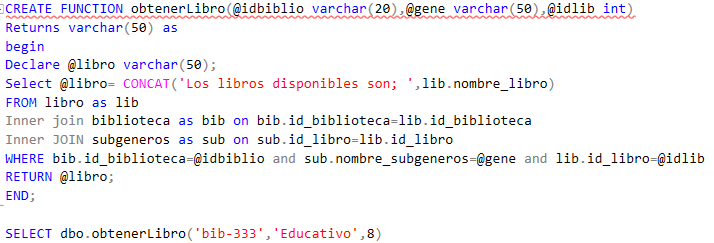 CREATE FUNCTION obtenerLibro(@idbiblio varchar(20),@gene varchar(50),@idlib int)
Returns varchar(50) as
begin
Declare @libro varchar(50);
Select @libro= CONCAT('Los libros disponibles son; ',lib.nombre_libro)
FROM libro as lib
Inner join biblioteca as bib on bib.id_biblioteca=lib.id_biblioteca
Inner JOIN subgeneros as sub on sub.id_libro=lib.id_libro
WHERE bib.id_biblioteca=@idbiblio and sub.nombre_subgeneros=@gene and lib.id_libro=@idlib
RETURN @libro;
END;
SELECT dbo.obtenerLibro('bib-333','Educativo',8)